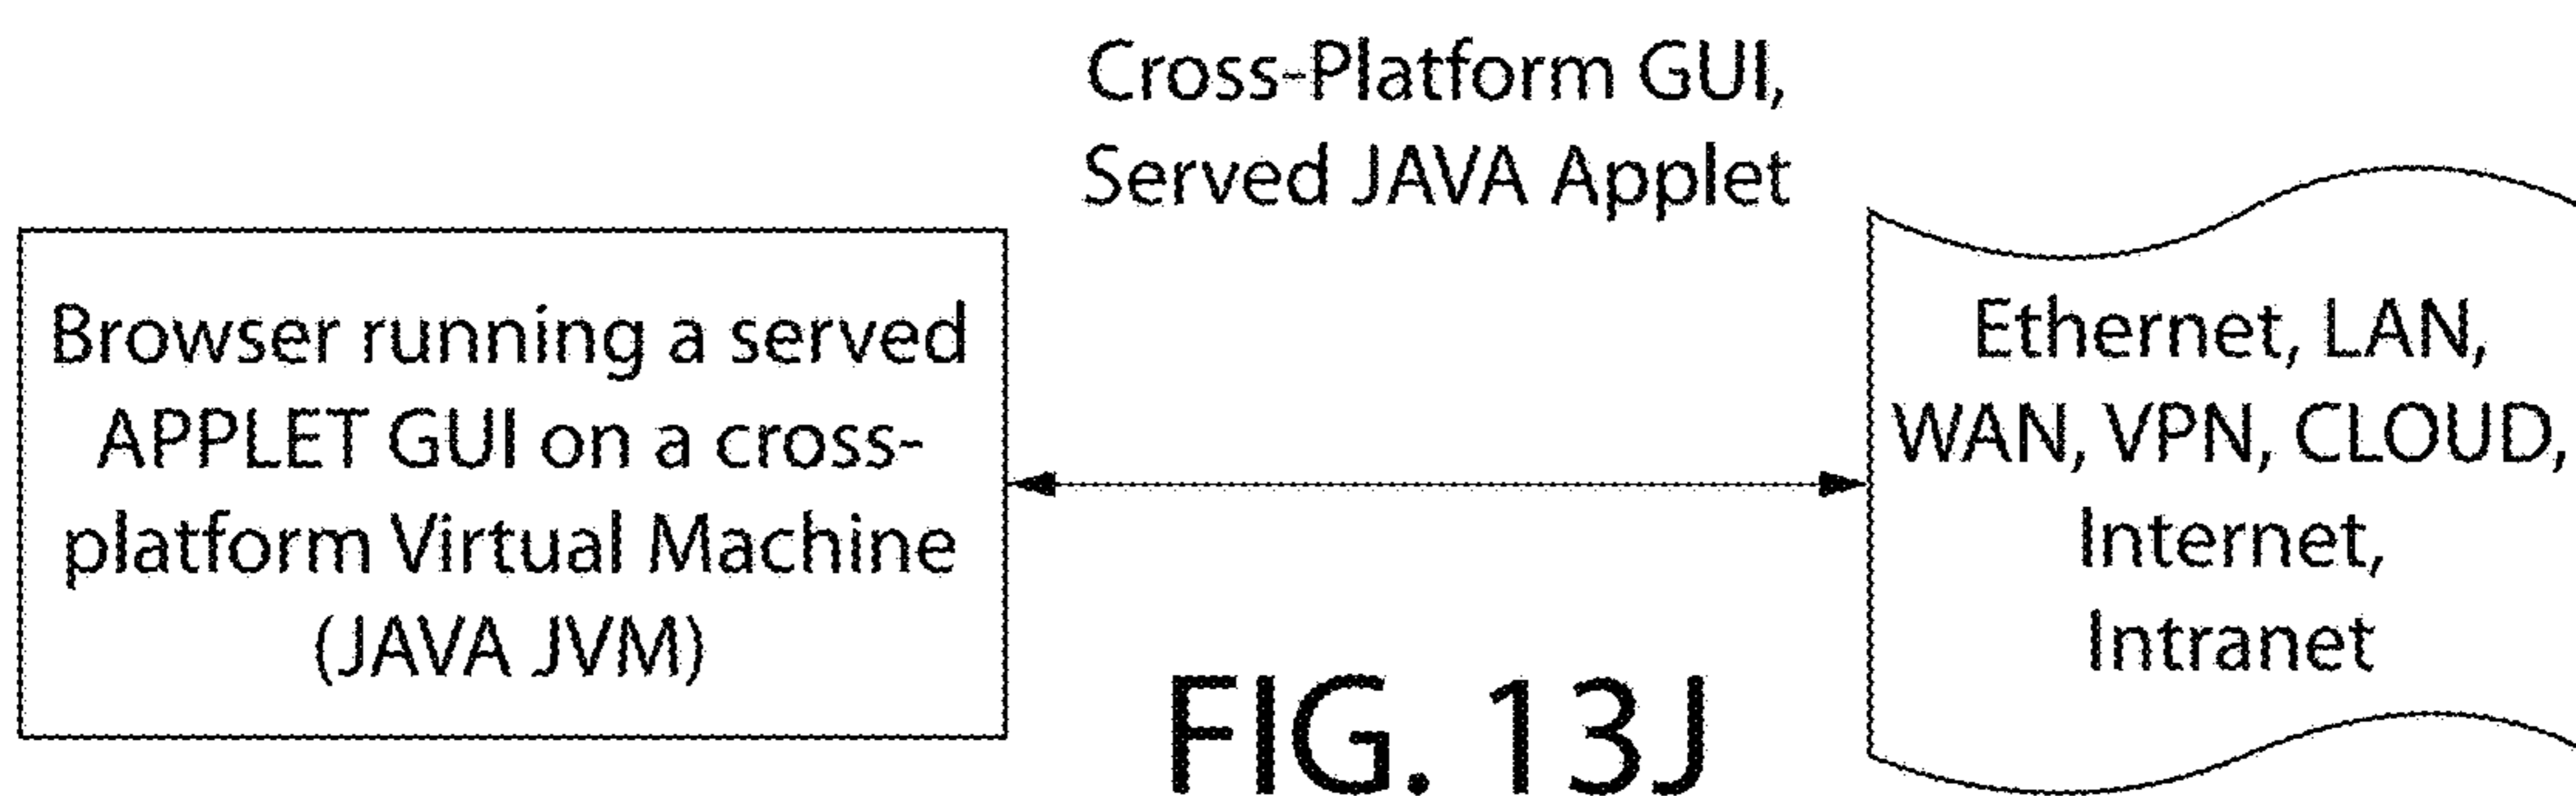 Cross-Platform GUI,
Served JAVA Applet
Browser running a served
APPLET GUI on a cross-
platform Virtual Machine
(JAVA JVM)
Ethernet, LAN,
WAN, VPN, CLOUD,
Internet,
Intranet
FIG. 13J